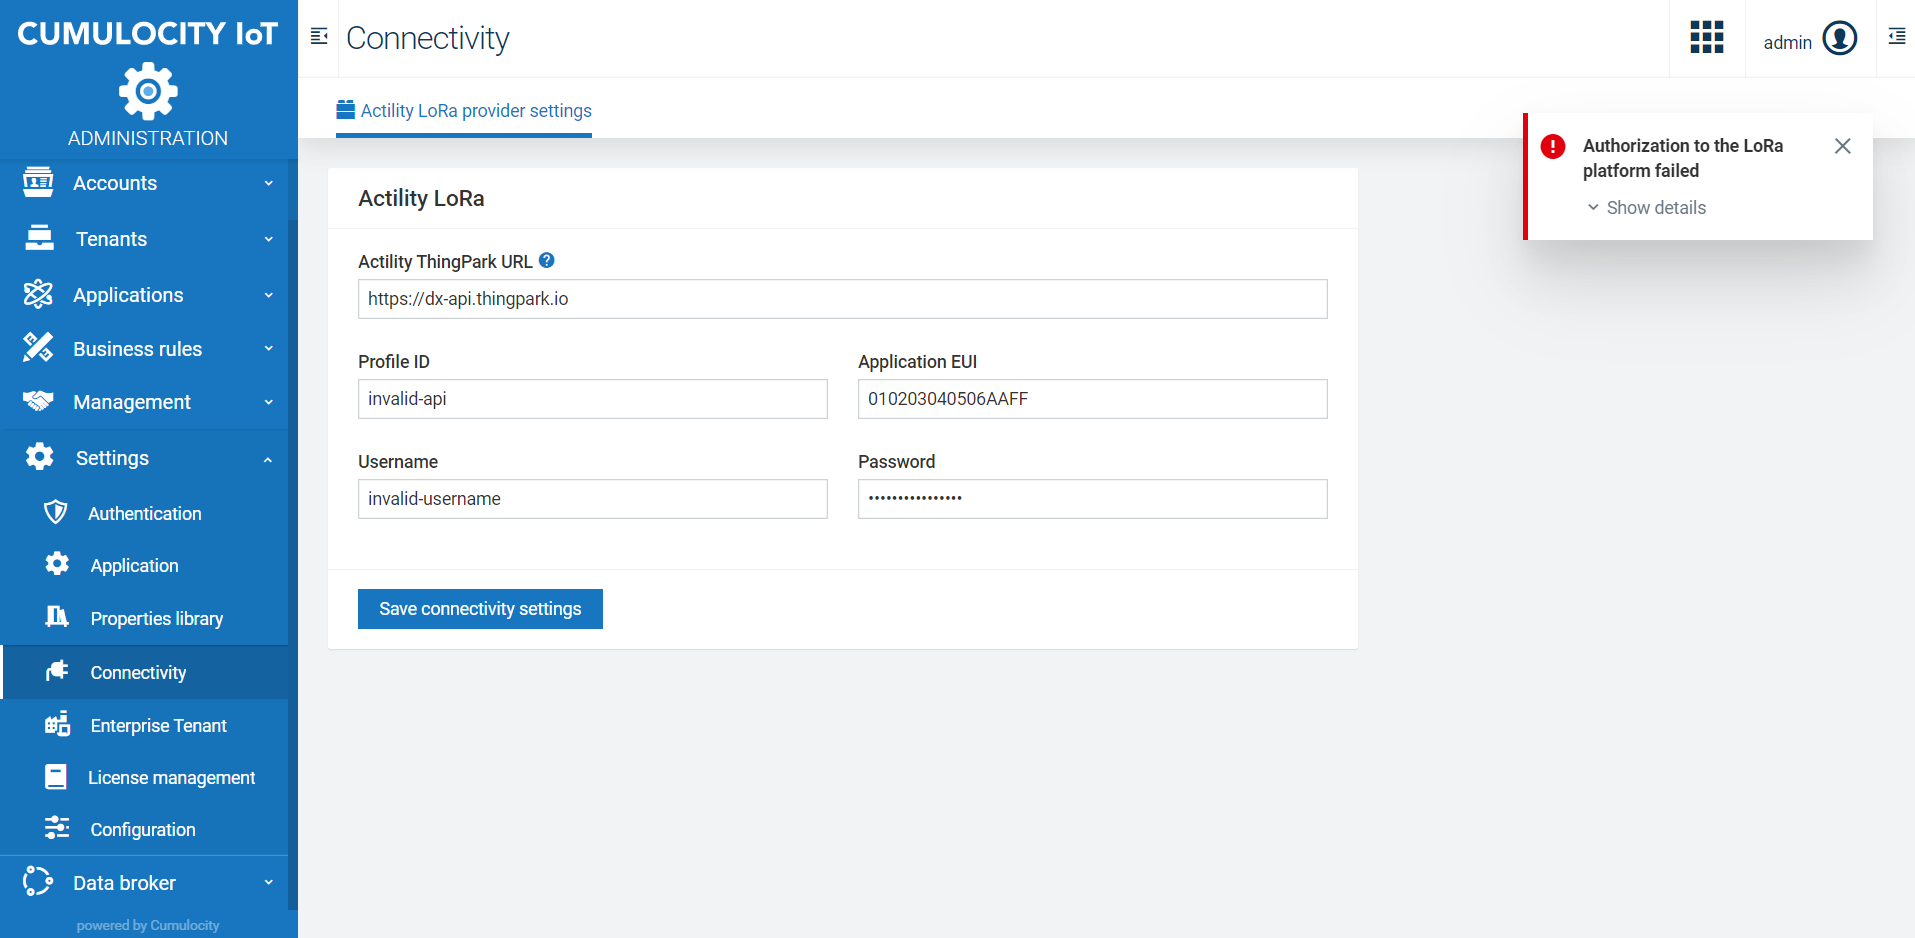 CUMULOCITY IoT
ADMINISTRATION
Accounts
Tenants
Applications
Business rules
Management
Settings
Authentication
Application
Properties library
Connectivity
Enterprise Tenant
License management
Configuration
Data broker
powered by Cumulocity
Connectivity
admin
Actility LoRa provider settings
Authorization to the LoRa
platform failed
Show details
Actility LoRa
Actility ThingPark URL
https://dx-api.thingpark.io
Profile ID
Application EUI
invalid-api
010203040506AAFF
Username
Password
invalid-username
••••••••••••••••
Save connectivity settings